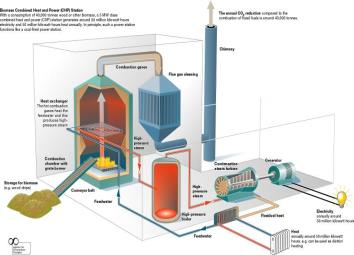 Biomass Combined Heat and Power (CHP) Station
With a consumption of 40,000 tonnes wood or other biomass, a 5 MW class
combined heat and power (CHP) station generates around 30 million kilowatt-hours
electricity and 50 million kilowatt-hours heat annually. In principle, such a power station
functions like a coal-fired power station.
The annual CO₂ reduction compared to the
combustion of fossil fuels is around 40,000 tonnes.
Combustion gases
Flue gas cleaning
Chimney
Heat exchanger
The hot combustion
gases heat the
feedwater and the
produces high-
pressure steam
High-
pressure
steam
Combustion
chamber with
grate burner
Storage for biomass
(e.g. wood chips)
Conveyor belt
Feedwater
High-pressure
boiler
High-
pressure
steam
Condensation steam
turbine
Generator
Electricity
annually around
30 million kilowatt-hours
Residual heat
Feedwater
Heat
annually around 50 million kilowatt-
hours, e.g. can be used as district
heating